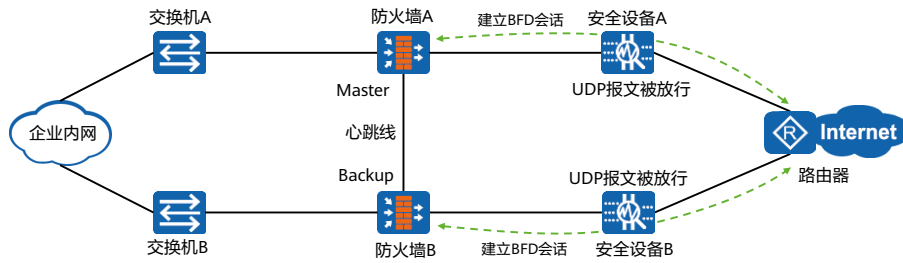 交换机A
防火墙A
建立BFD会话
安全设备A
Master
UDP报文被放行
企业内网
心跳线
R
Internet
Backup
UDP报文被放行
路由器
交换机B
防火墙B
建立BFD会话
安全设备B